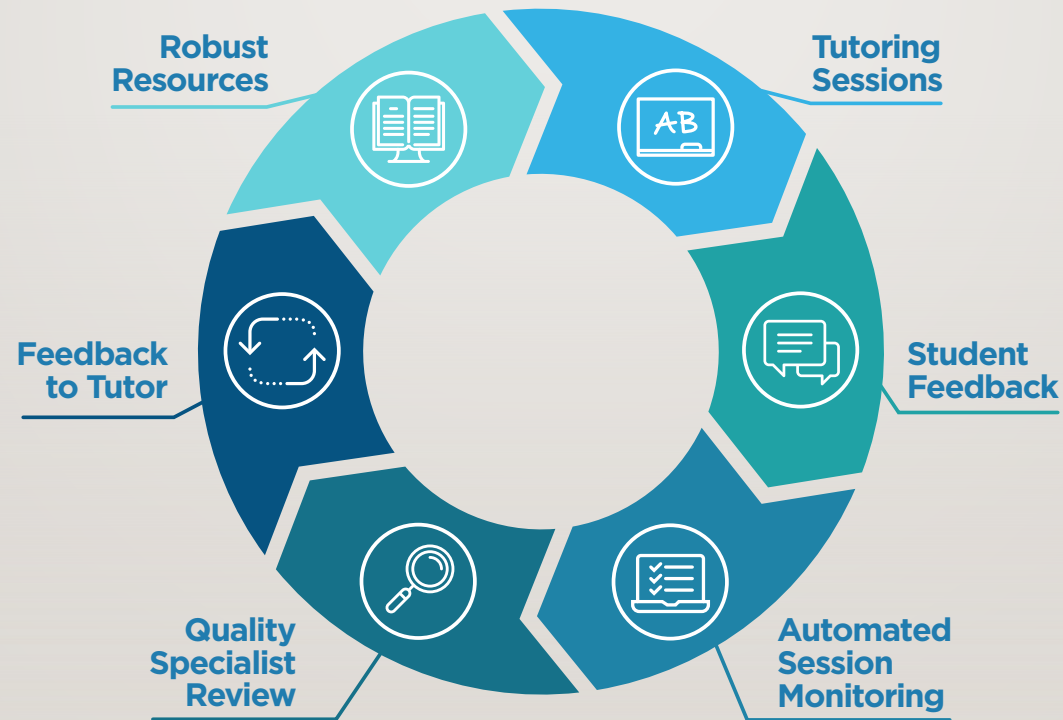 Robust
Resources
Tutoring
Sessions
AB
Feedback
to Tutor
Student
Feedback
Quality
Specialist
Review
Automated
Session
Monitoring